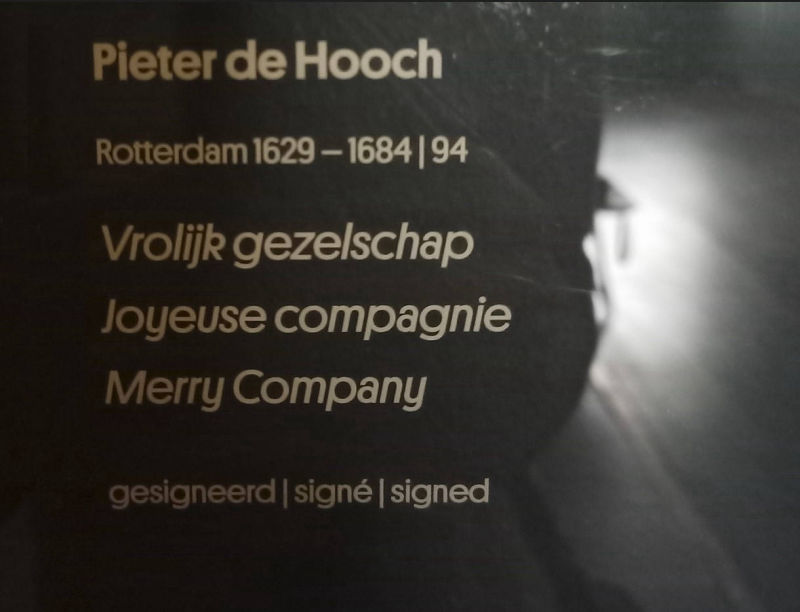 Pieter de Hooch
Rotterdam 1629 – 1684 | 94
Vrolijk gezelschap
Joyeuse compagnie
Merry Company
gesigneerd | signé | signed